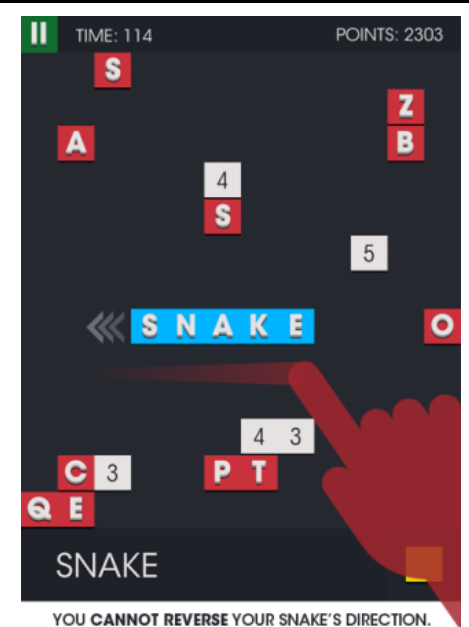 TIME: 114 POINTS: 2303
S
Z
A B
4
S
5
SNAKE O
4 3
C 3 P T
Q E
SNAKE
YOU CANNOT REVERSE YOUR SNAKE'S DIRECTION.